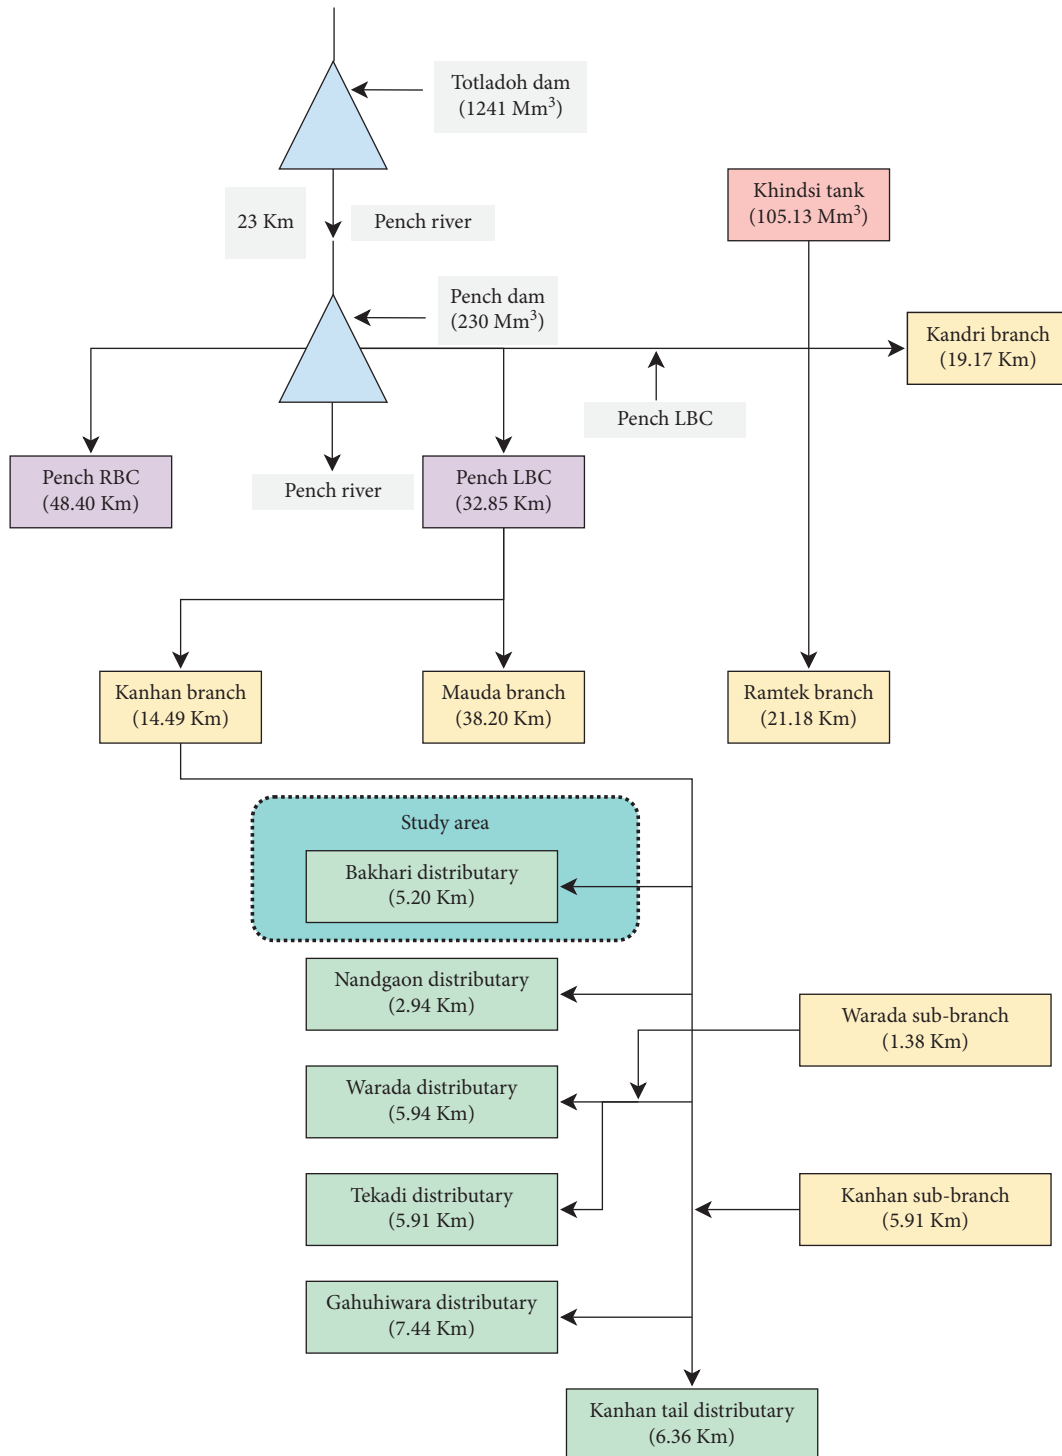 Totladoh dam
(1241 Mm³)
23 Km
Pench river
Khindsi tank
(105.13 Mm³)
Pench dam
(230 Mm³)
Kandri branch
(19.17 Km)
Pench LBC
Pench RBC
(48.40 Km)
Pench river
Pench LBC
(32.85 Km)
Kanhan branch
(14.49 Km)
Mauda branch
(38.20 Km)
Ramtek branch
(21.18 Km)
Study area
Bakhari distributary
(5.20 Km)
Nandgaon distributary
(2.94 Km)
Warada sub-branch
(1.38 Km)
Warada distributary
(5.94 Km)
Tekadi distributary
(5.91 Km)
Kanhan sub-branch
(5.91 Km)
Gahuhiwara distributary
(7.44 Km)
Kanhan tail distributary
(6.36 Km)